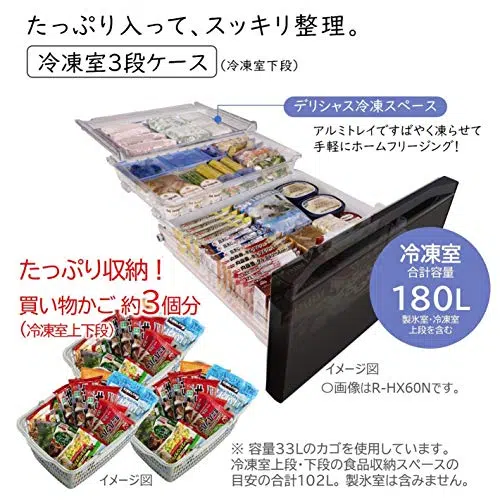 たっぷり入って、スッキリ整理。
冷凍室3段ケース (冷凍室下段)
デリシャス冷凍スペース
アルミトレイですばやく凍らせて
手軽にホームフリージング!
たっぷり収納!
買い物かご 約3個分
(冷凍室上下段)
冷凍室
合計容量
180L
製氷室・冷凍室
上段を含む
イメージ図
○画像はR-HX60Nです。
イメージ図
※ 容量33Lのカゴを使用しています。
冷凍室上段・下段の食品収納スペースの
目安の合計102L。製氷室は含みません。